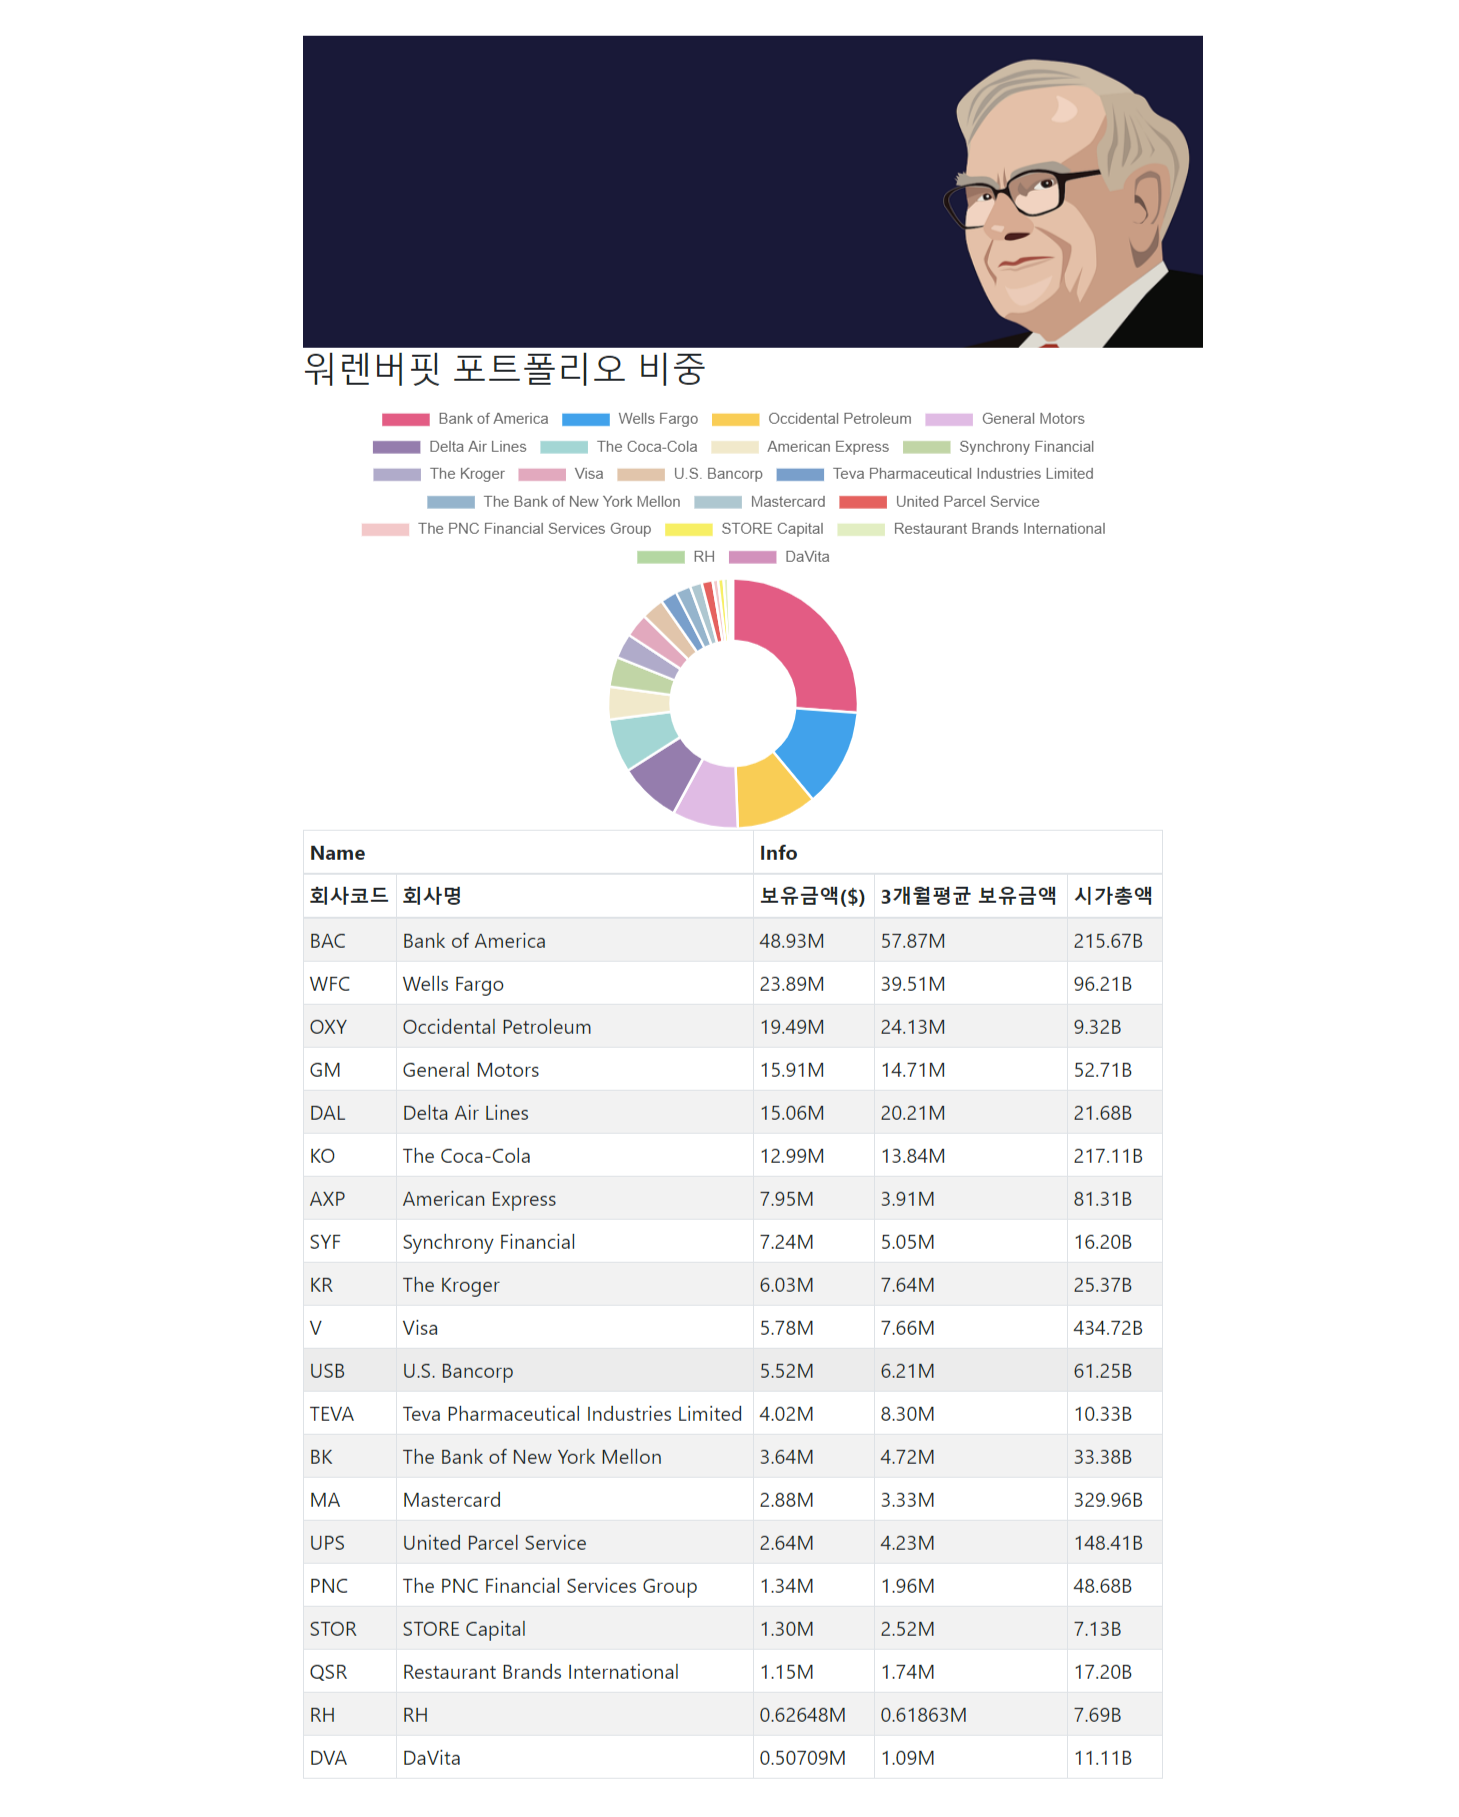 워렌버핏 포트폴리오 비중
Bank of America Wells Fargo Occidental Petroleum General Motors
Delta Air Lines The Coca-Cola American Express Synchrony Financial
The Kroger Visa U.S. Bancorp Teva Pharmaceutical Industries Limited
The Bank of New York Mellon Mastercard United Parcel Service
The PNC Financial Services Group STORE Capital Restaurant Brands International
RH DaVita
Name Info
회사코드 회사명 보유금액($) 3개월평균 보유금액 시가총액
BAC Bank of America 48.93M 57.87M 215.67B
WFC Wells Fargo 23.89M 39.51M 96.21B
OXY Occidental Petroleum 19.49M 24.13M 9.32B
GM General Motors 15.91M 14.71M 52.71B
DAL Delta Air Lines 15.06M 20.21M 21.68B
KO The Coca-Cola 12.99M 13.84M 217.11B
AXP American Express 7.95M 3.91M 81.31B
SYF Synchrony Financial 7.24M 5.05M 16.20B
KR The Kroger 6.03M 7.64M 25.37B
V Visa 5.78M 7.66M 434.72B
USB U.S. Bancorp 5.52M 6.21M 61.25B
TEVA Teva Pharmaceutical Industries Limited 4.02M 8.30M 10.33B
BK The Bank of New York Mellon 3.64M 4.72M 33.38B
MA Mastercard 2.88M 3.33M 329.96B
UPS United Parcel Service 2.64M 4.23M 148.41B
PNC The PNC Financial Services Group 1.34M 1.96M 48.68B
STOR STORE Capital 1.30M 2.52M 7.13B
QSR Restaurant Brands International 1.15M 1.74M 17.20B
RH RH 0.62648M 0.61863M 7.69B
DVA DaVita 0.50709M 1.09M 11.11B